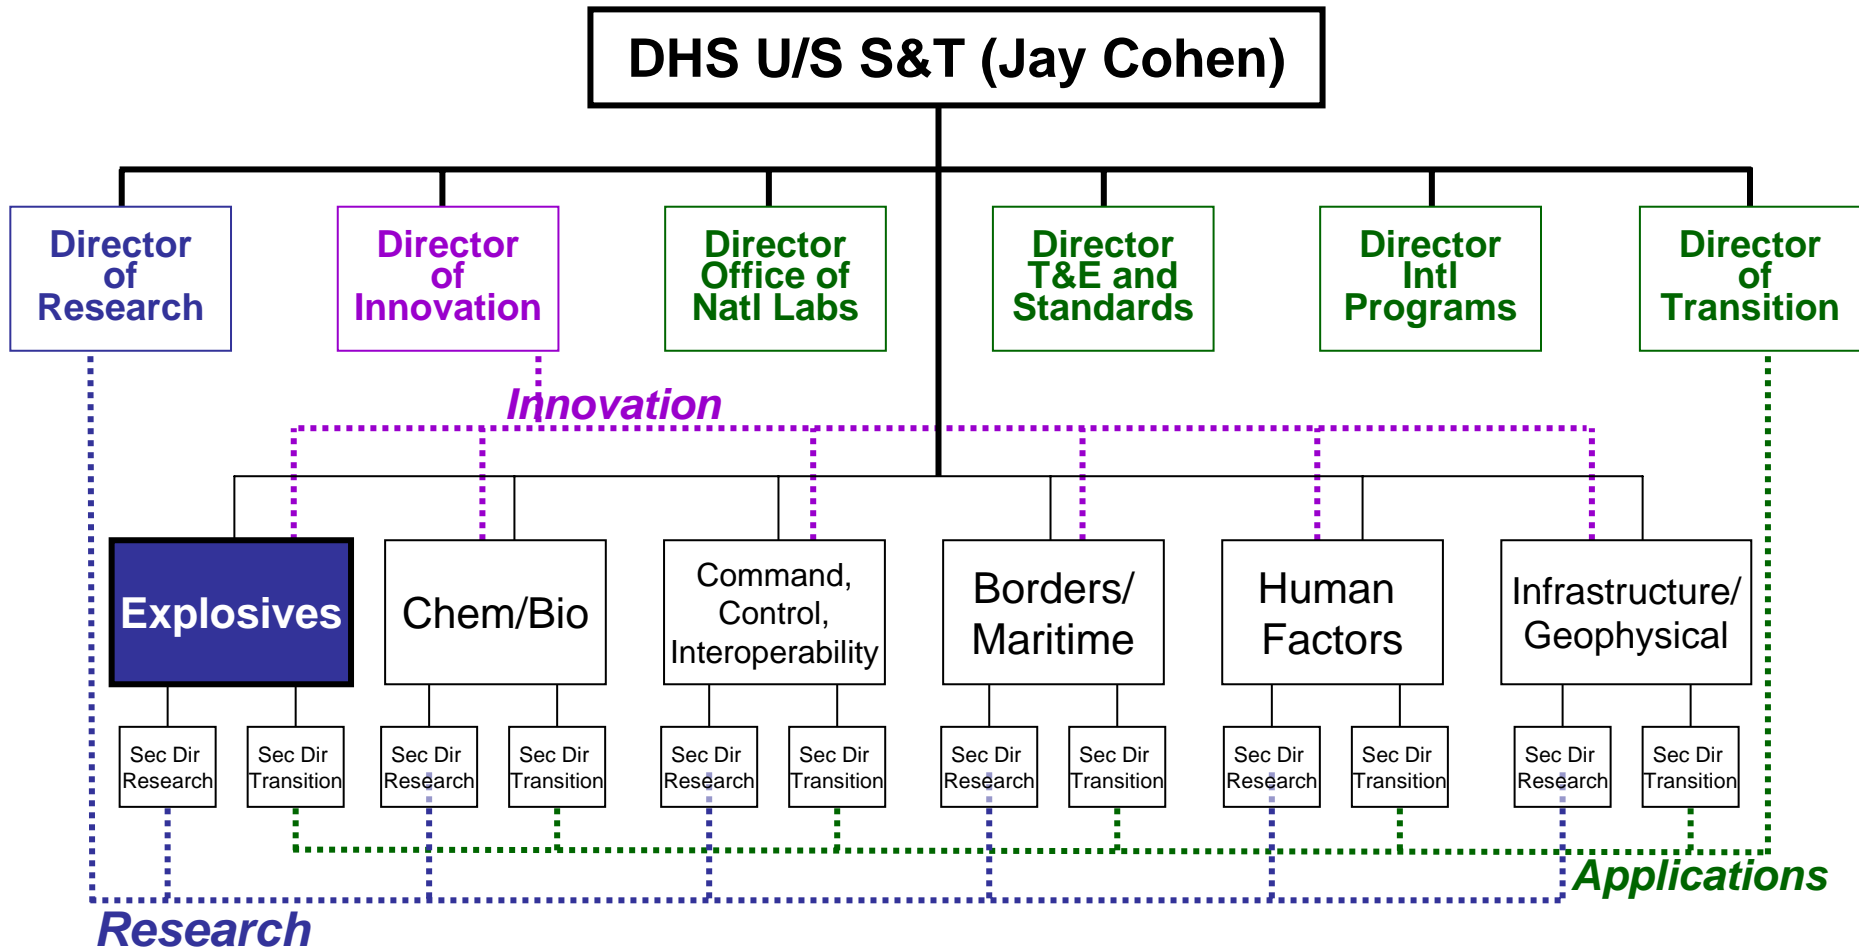 DHS U/S S&T (Jay Cohen)
Director
of
Research
Director
of
Innovation
Director
Office of
Natl Labs
Director
T&E and
Standards
Director
Intl
Programs
Director
of
Transition
Innovation
Explosives
Chem/Bio
Command,
Control,
Interoperability
Borders/
Maritime
Human
Factors
Infrastructure/
Geophysical
Sec Dir
Research
Sec Dir
Transition
Sec Dir
Research
Sec Dir
Transition
Sec Dir
Research
Sec Dir
Transition
Sec Dir
Research
Sec Dir
Transition
Sec Dir
Research
Sec Dir
Transition
Sec Dir
Research
Sec Dir
Transition
Applications
Research